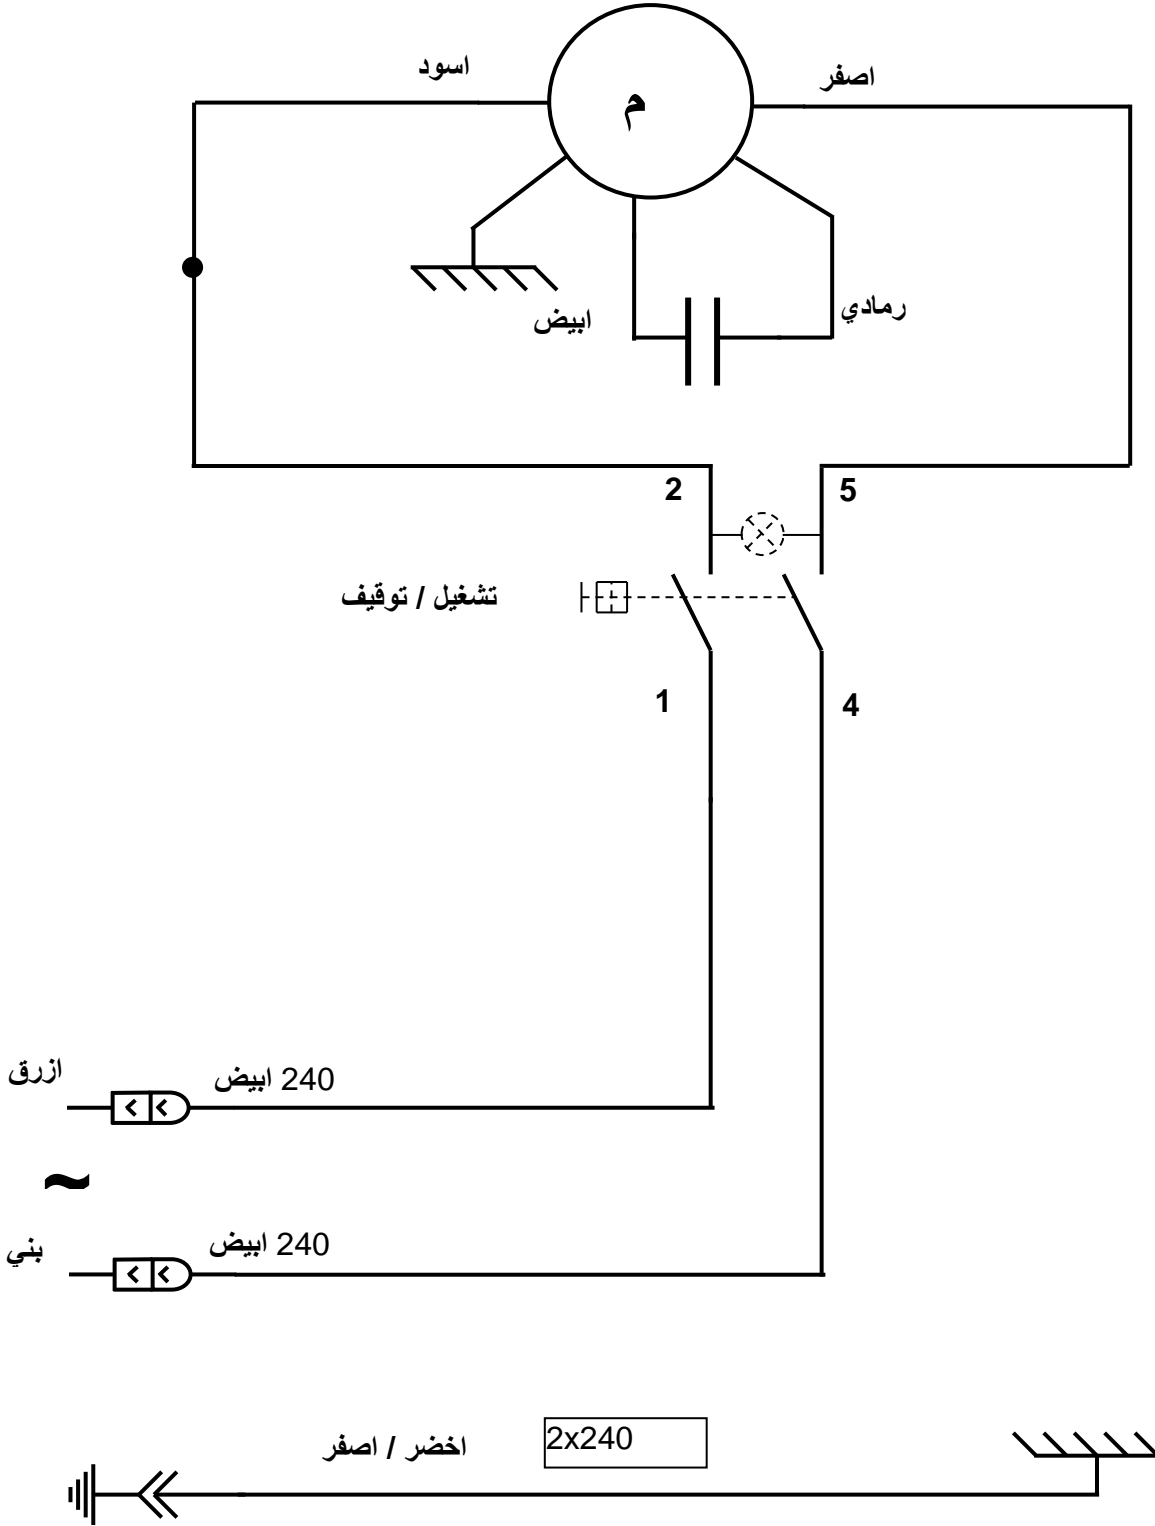 اسود
اصفر
م
ابيض
رمادي
2
5
تشغيل / توقيف
1
4
ازرق
240 ابيض
~
بني
240 ابيض
اخضر / اصفر
2x240